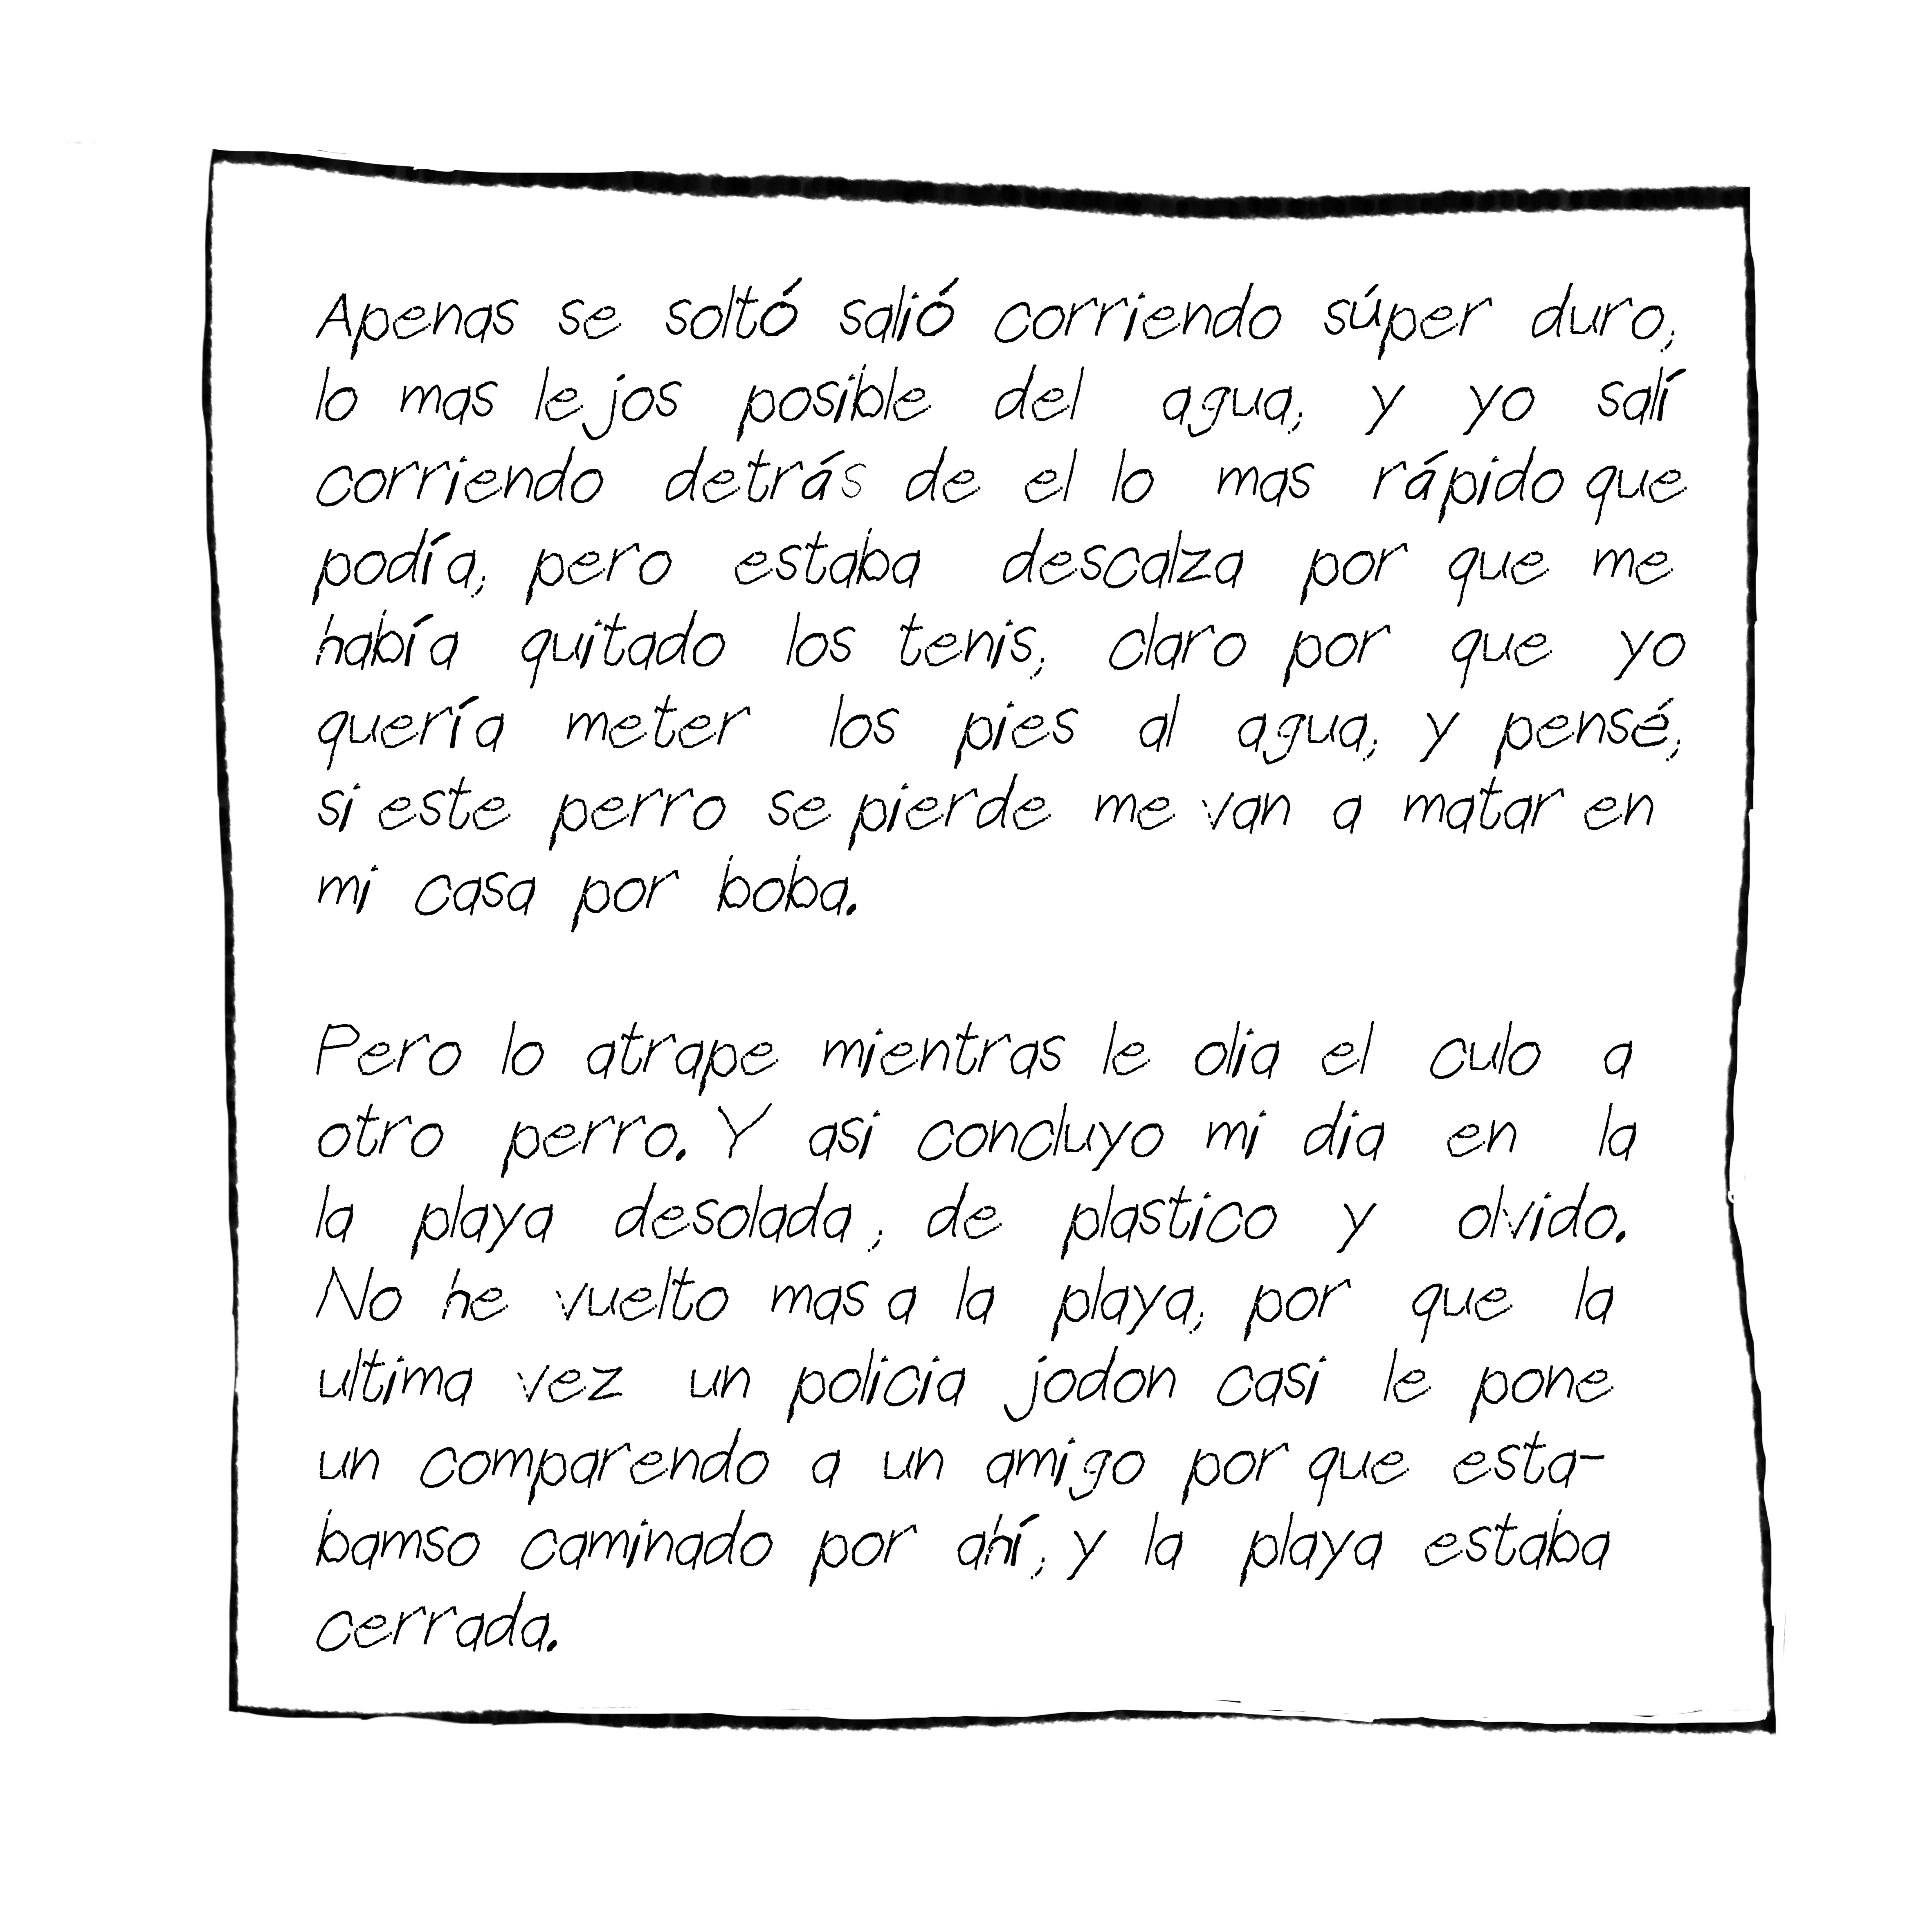 Apenas se soltó salió corriendo súper duro,
lo mas lejos posible del agua, y yo salí
corriendo detrás de el lo mas rápido que
podía, pero estaba descalza por que me
había quitado los tenis, claro por que yo
quería meter los pies al agua, y pensé,
si este perro se pierde me van a matar en
mi casa por boba.
Pero lo atrape mientras le olia el culo a
otro perro. Y asi concluyo mi dia en la
la playa desolada, de plastico y olvido.
No he vuelto mas a la playa, por que la
ultima vez un policia jodon casi le pone
un comparendo a un amigo por que esta-
bamso caminado por ahí, y la playa estaba
cerrada.